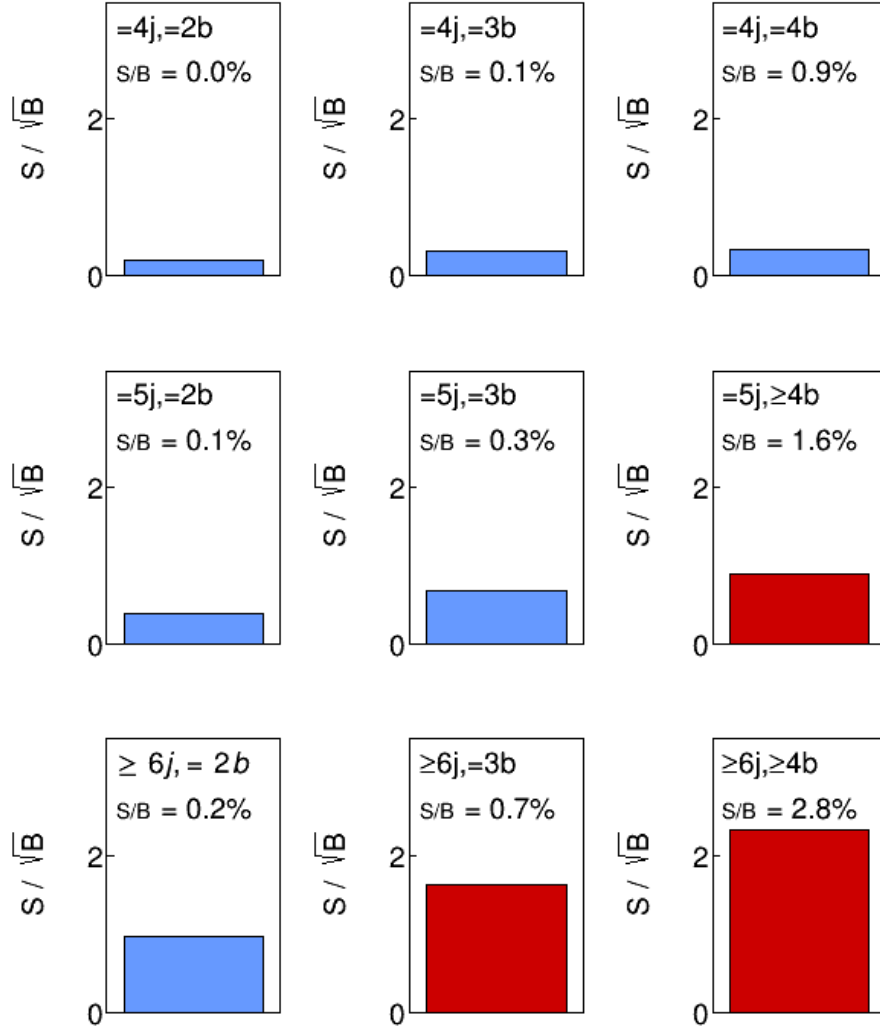 =4j,=2b
S/B = 0.0%
S / √B
2
0
=4j,=3b
S/B = 0.1%
S / √B
2
0
=4j,=4b
S/B = 0.9%
S / √B
2
0
=5j,=2b
S/B = 0.1%
S / √B
2
0
=5j,=3b
S/B = 0.3%
S / √B
2
0
=5j,≥4b
S/B = 1.6%
S / √B
2
0
≥ 6j, = 2b
S/B = 0.2%
S / √B
2
0
≥6j,=3b
S/B = 0.7%
S / √B
2
0
≥6j,≥4b
S/B = 2.8%
S / √B
2
0